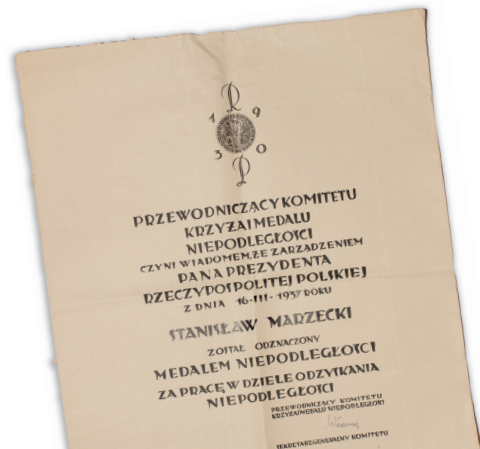 R
1 9
3 0
P
PRZEWODNICZĄCY KOMITETU
KRZYŻA I MEDALU
NIEPODLEGŁOŚCI
CZYNI WIADOMEM, ŻE ZARZĄDZENIEM
PANA PREZYDENTA
RZECZYPOSPOLITEJ POLSKIEJ
Z DNIA 16-III-1937 ROKU
STANISŁAW MARZECKI
ZOSTAŁ ODZNACZONY
MEDALEM NIEPODLEGŁOŚCI
ZA PRACĘ W DZIELE ODZYSKANIA
NIEPODLEGŁOŚCI
PRZEWODNICZĄCY KOMITETU
KRZYŻA I MEDALU NIEPODLEGŁOŚCI
SEKRETARZ GENERALNY KOMITETU